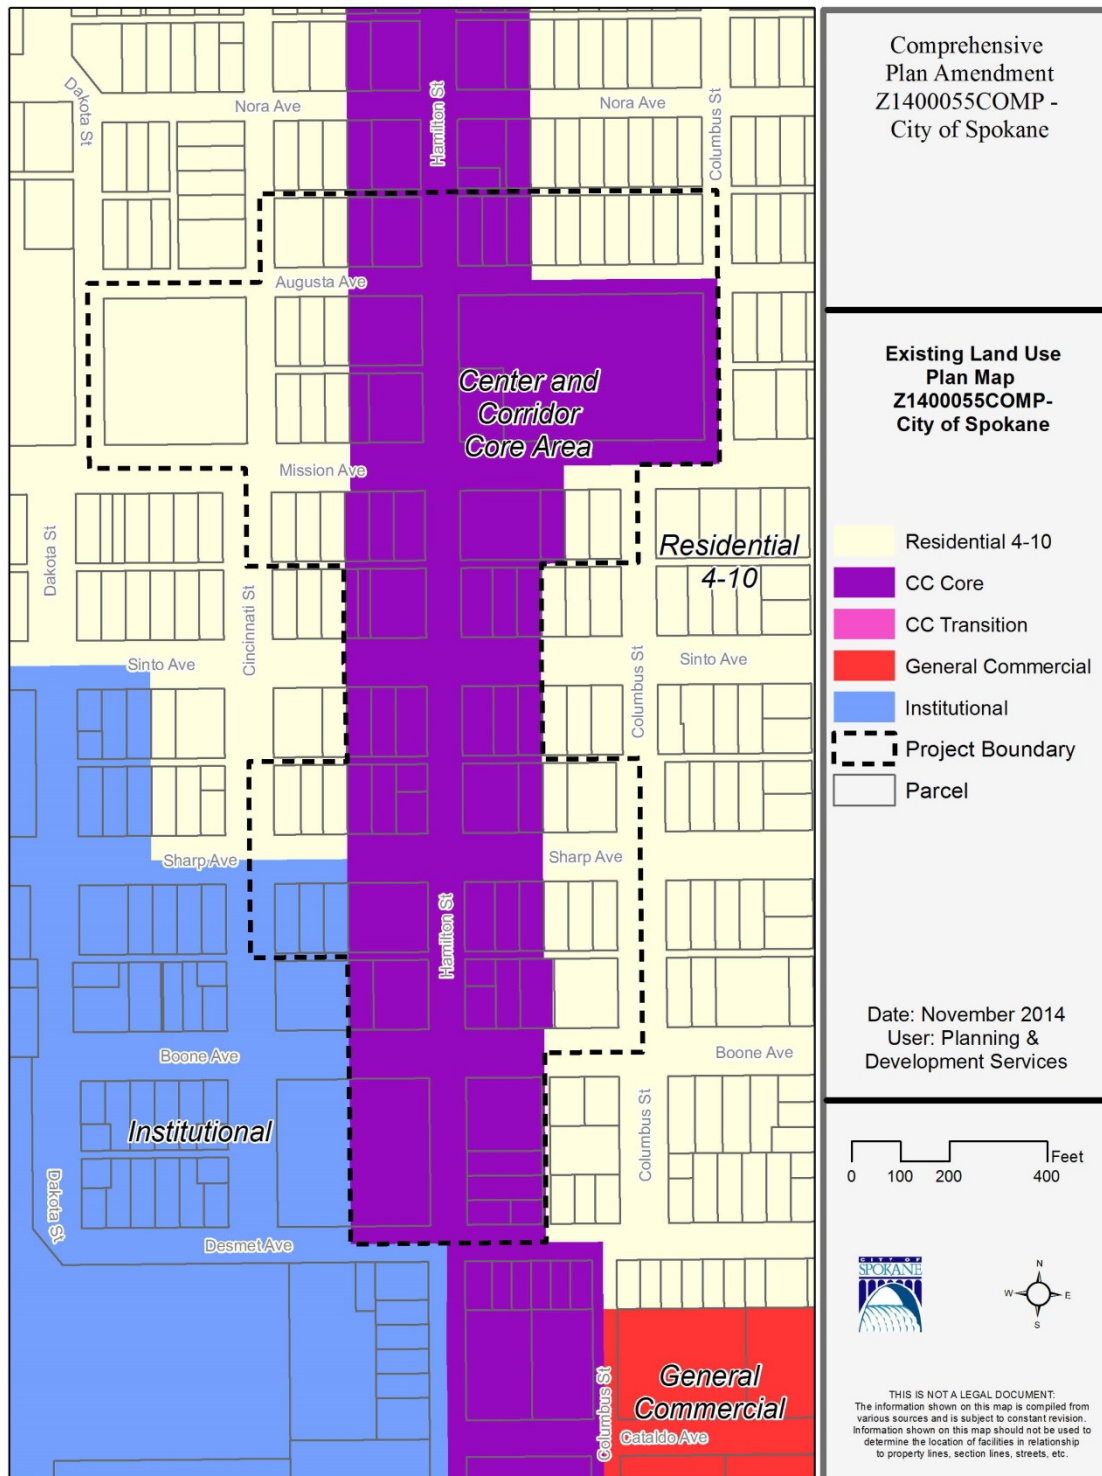 Dakota St
Nora Ave
Hamilton St
Nora Ave
Columbus St
Augusta Ave
Center and
Corridor
Core Area
Mission Ave
Dakota St
Cincinnati St
Residential
4-10
Sinto Ave
Columbus St
Sinto Ave
Sharp Ave
Sharp Ave
Hamilton St
Boone Ave
Boone Ave
Institutional
Columbus St
Dakota St
Desmet Ave
General
Commercial
Columbus St
Cataldo Ave
Comprehensive
Plan Amendment
Z1400055COMP -
City of Spokane
Existing Land Use
Plan Map
Z1400055COMP-
City of Spokane
Residential 4-10
CC Core
CC Transition
General Commercial
Institutional
Project Boundary
Parcel
Date: November 2014
User: Planning &
Development Services
Feet
0 100 200 400
CITY OF
SPOKANE
N
W E
S
THIS IS NOT A LEGAL DOCUMENT:
The information shown on this map is compiled from
various sources and is subject to constant revision.
Information shown on this map should not be used to
determine the location of facilities in relationship
to property lines, section lines, streets, etc.